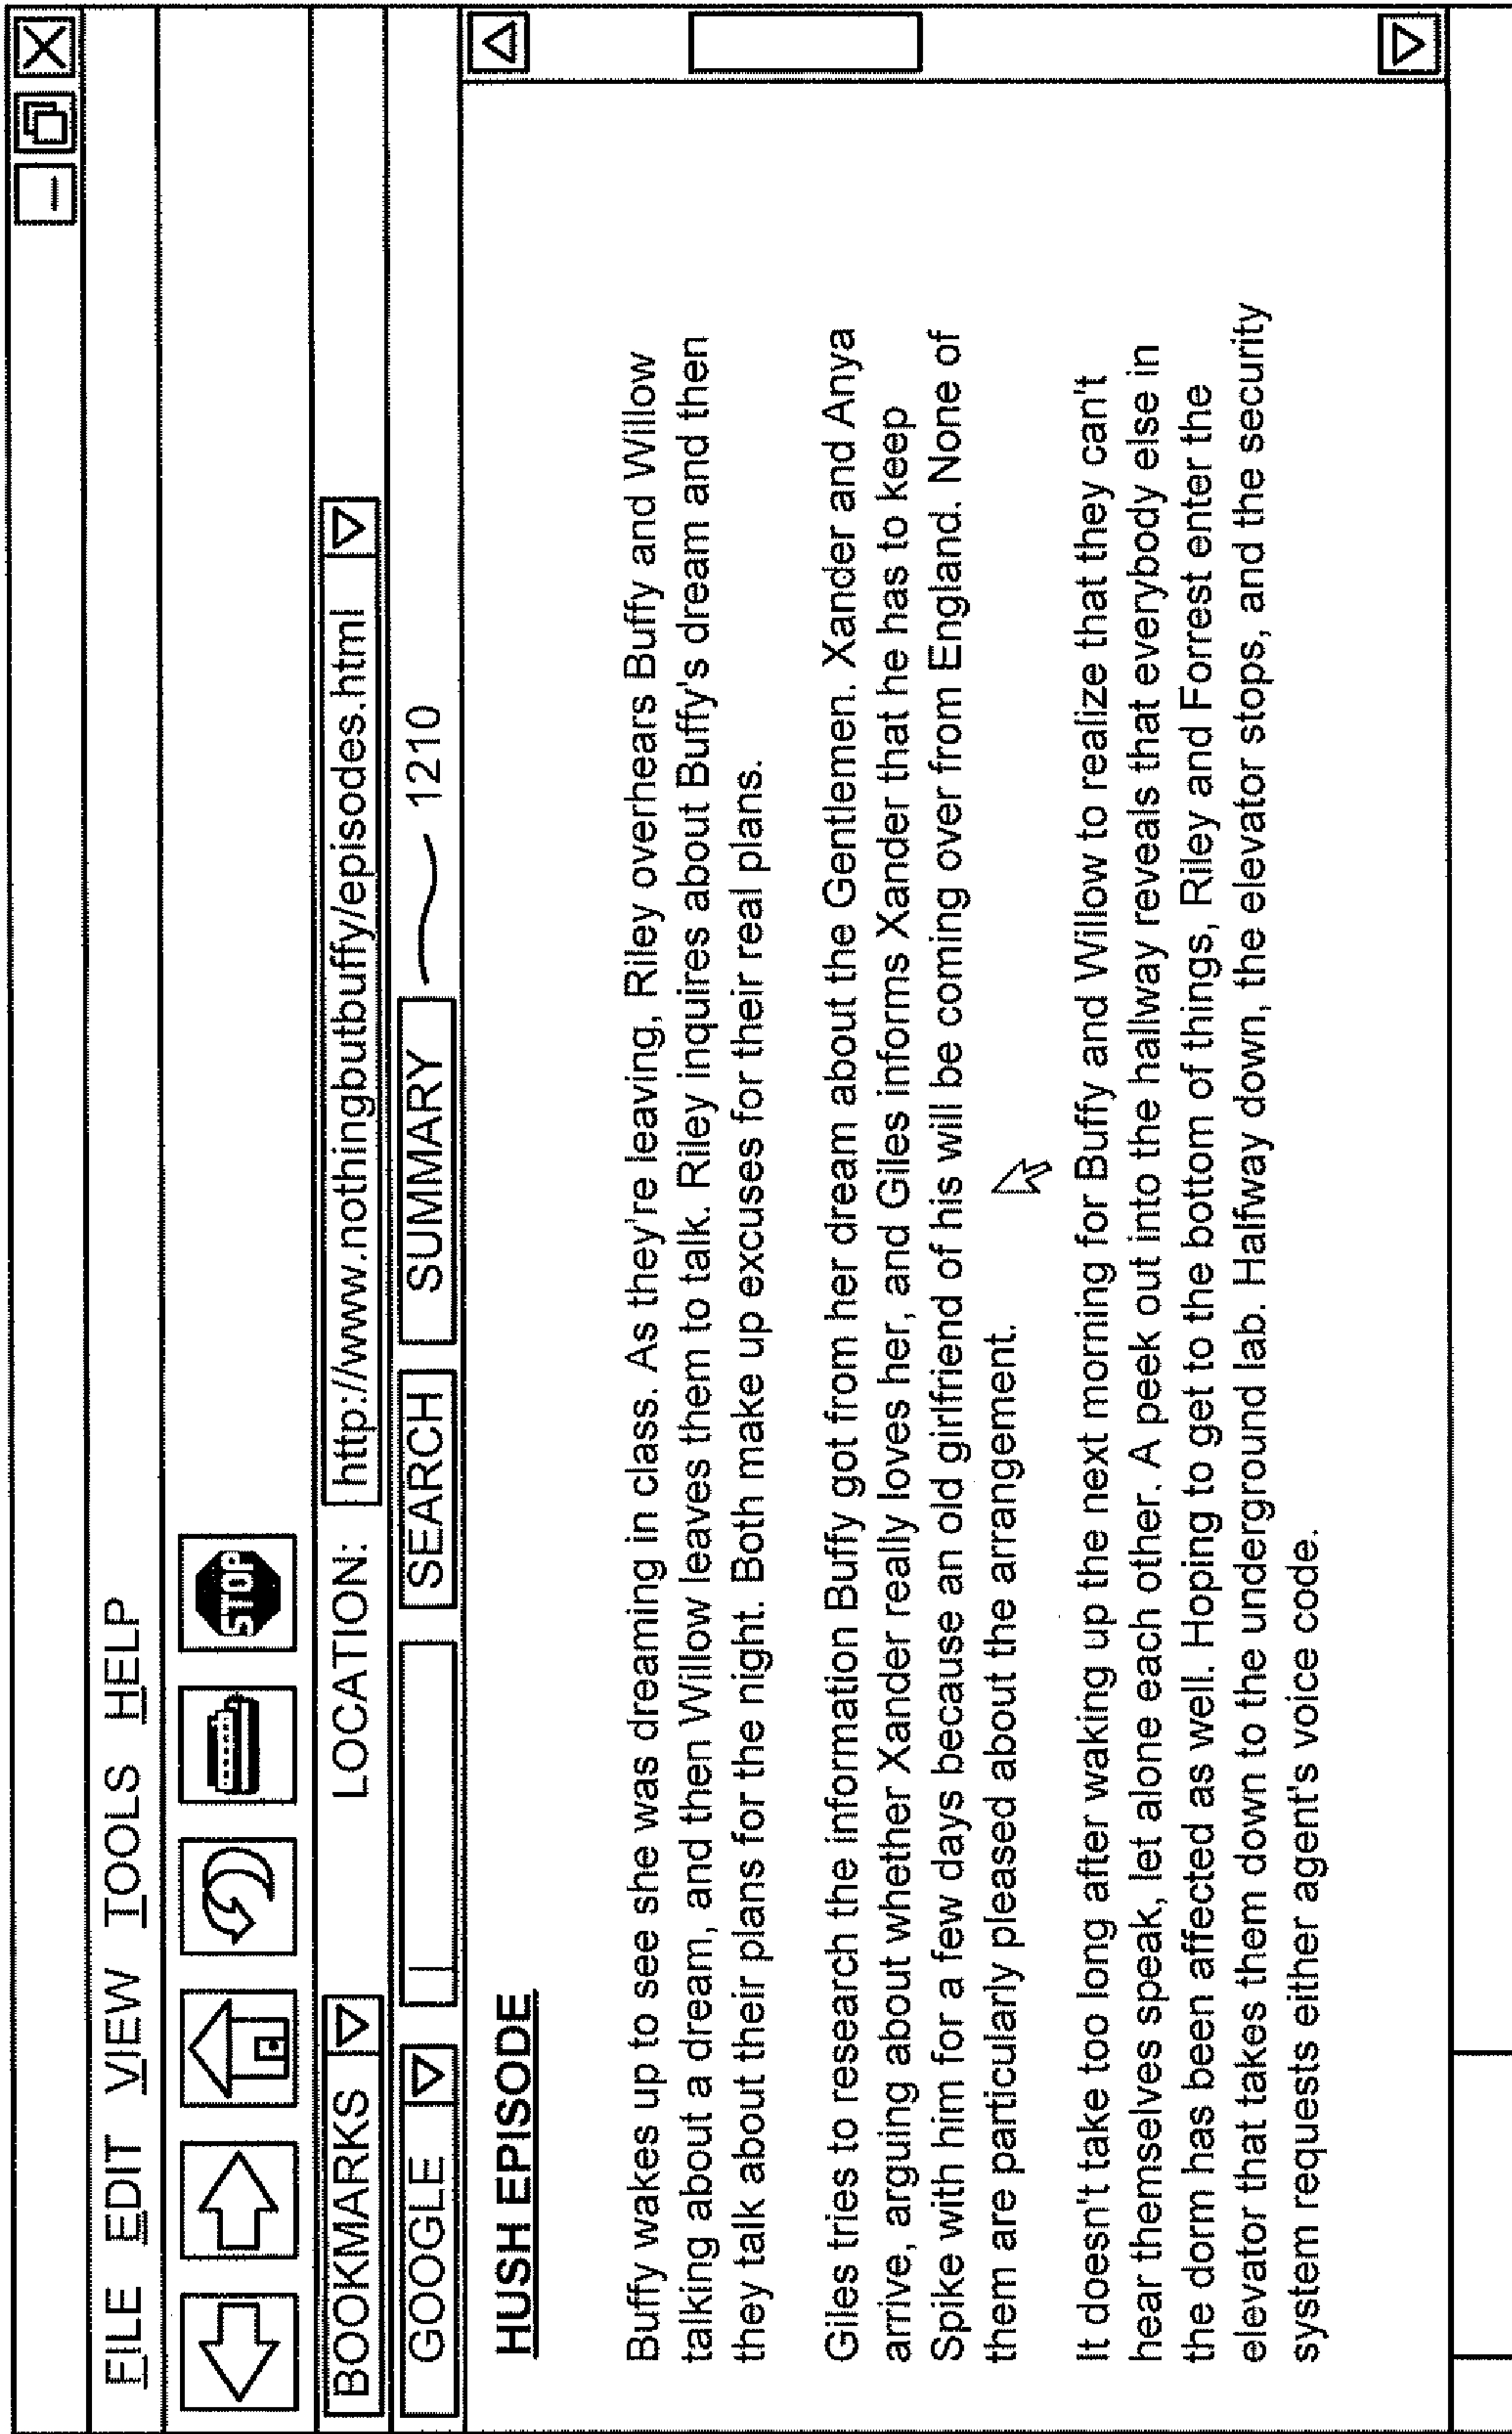 FILE EDIT VIEW TOOLS HELP
STOP
BOOKMARKS LOCATION: http://www.nothingbutbuffy/episodes.html
GOOGLE SEARCH SUMMARY 1210
HUSH EPISODE
Buffy wakes up to see she was dreaming in class. As they're leaving, Riley overhears Buffy and Willow
talking about a dream, and then Willow leaves them to talk. Riley inquires about Buffy's dream and then
they talk about their plans for the night. Both make up excuses for their real plans.
Giles tries to research the information Buffy got from her dream about the Gentlemen. Xander and Anya
arrive, arguing about whether Xander really loves her, and Giles informs Xander that he has to keep
Spike with him for a few days because an old girlfriend of his will be coming over from England. None of
them are particularly pleased about the arrangement.
It doesn't take too long after waking up the next morning for Buffy and Willow to realize that they can't
hear themselves speak, let alone each other. A peek out into the hallway reveals that everybody else in
the dorm has been affected as well. Hoping to get to the bottom of things, Riley and Forrest enter the
elevator that takes them down to the underground lab. Halfway down, the elevator stops, and the security
system requests either agent's voice code.